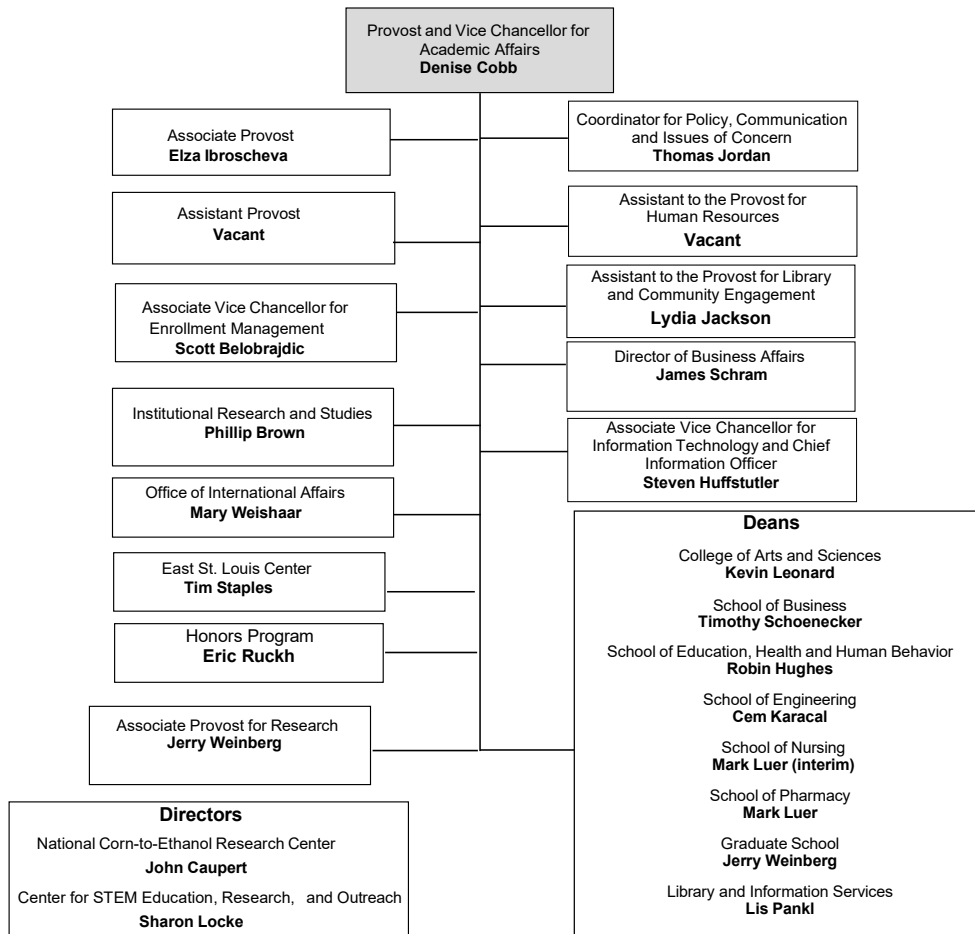 Provost and Vice Chancellor for
Academic Affairs
Denise Cobb
Associate Provost
Elza Ibroscheva
Assistant Provost
Vacant
Associate Vice Chancellor for
Enrollment Management
Scott Belobrajdic
Institutional Research and Studies
Phillip Brown
Office of International Affairs
Mary Weishaar
East St. Louis Center
Tim Staples
Honors Program
Eric Ruckh
Associate Provost for Research
Jerry Weinberg
Directors
National Corn-to-Ethanol Research Center
John Caupert
Center for STEM Education, Research, and Outreach
Sharon Locke
Coordinator for Policy, Communication
and Issues of Concern
Thomas Jordan
Assistant to the Provost for
Human Resources
Vacant
Assistant to the Provost for Library
and Community Engagement
Lydia Jackson
Director of Business Affairs
James Schram
Associate Vice Chancellor for
Information Technology and Chief
Information Officer
Steven Huffstutler
Deans
College of Arts and Sciences
Kevin Leonard
School of Business
Timothy Schoenecker
School of Education, Health and Human Behavior
Robin Hughes
School of Engineering
Cem Karacal
School of Nursing
Mark Luer (interim)
School of Pharmacy
Mark Luer
Graduate School
Jerry Weinberg
Library and Information Services
Lis Pankl